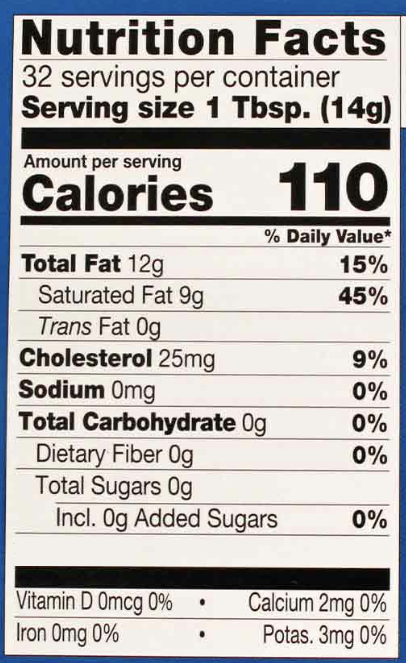 Nutrition Facts
32 servings per container
Serving size 1 Tbsp. (14g)
Amount per serving
Calories 110
% Daily Value*
Total Fat 12g 15%
Saturated Fat 9g 45%
Trans Fat 0g
Cholesterol 25mg 9%
Sodium 0mg 0%
Total Carbohydrate 0g 0%
Dietary Fiber 0g 0%
Total Sugars 0g
Incl. 0g Added Sugars 0%
Vitamin D 0mcg 0% • Calcium 2mg 0%
Iron 0mg 0% • Potas. 3mg 0%